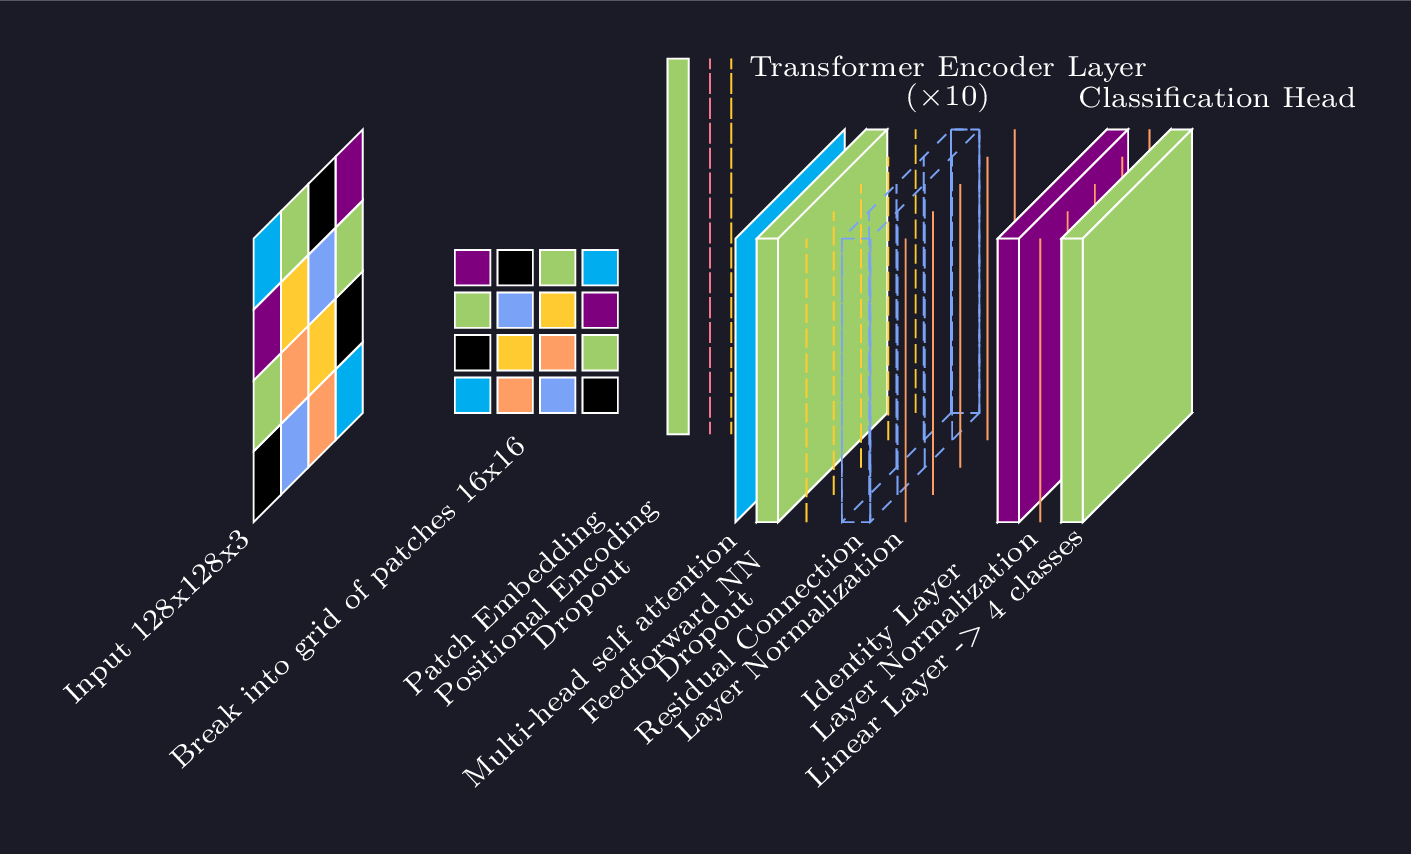 Transformer Encoder Layer
(×10)
Classification Head
Input 128x128x3
Break into grid of patches 16x16
Patch Embedding
Positional Encoding
Dropout
Multi-head self attention
Feedforward NN
Dropout
Residual Connection
Layer Normalization
Identity Layer
Layer Normalization
Linear Layer -> 4 classes